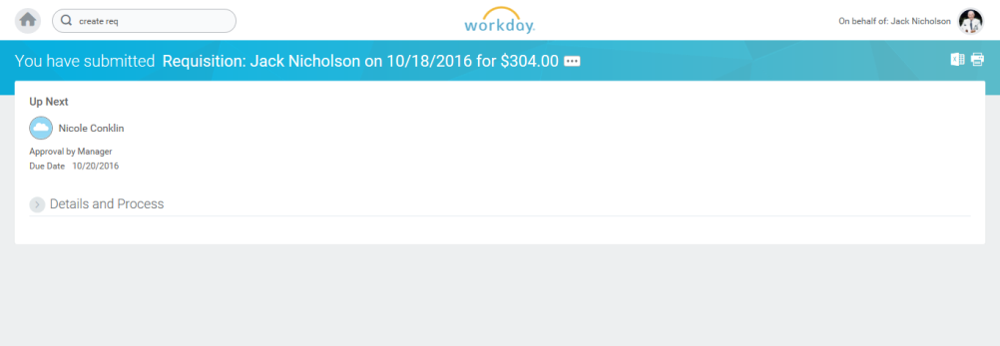 create req
workday.
On behalf of: Jack Nicholson
You have submitted Requisition: Jack Nicholson on 10/18/2016 for $304.00
Up Next
Nicole Conklin
Approval by Manager
Due Date 10/20/2016
Details and Process